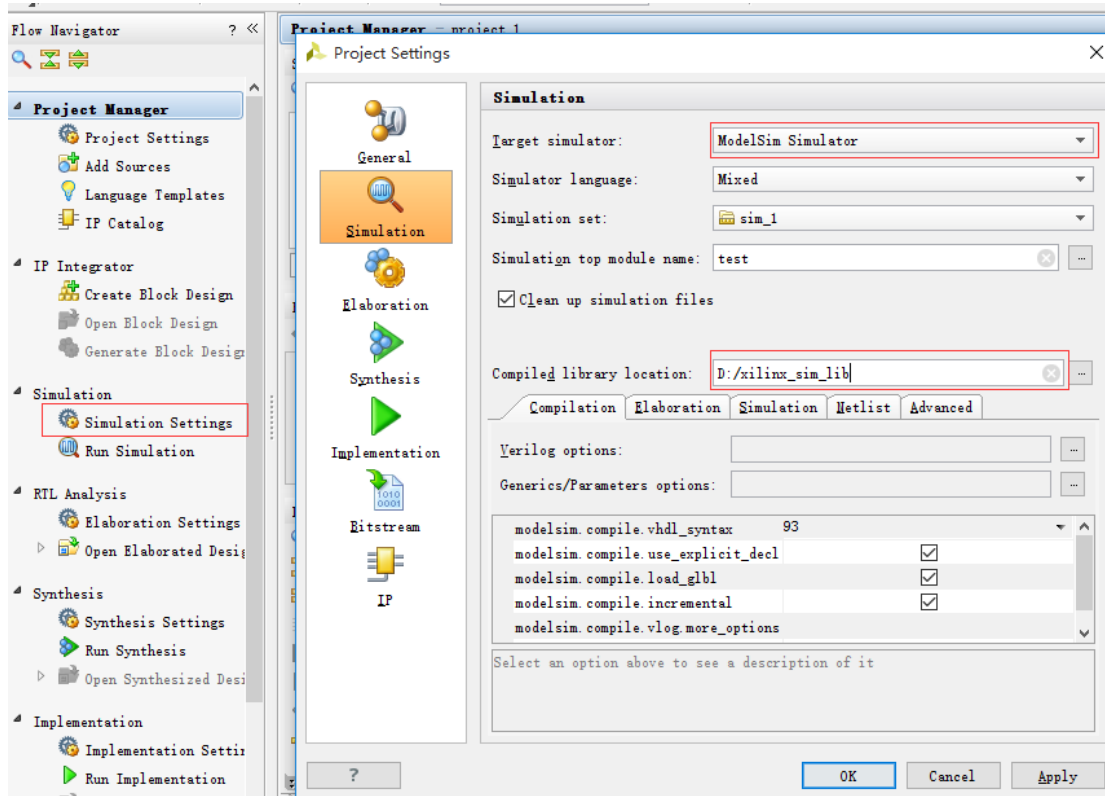 Flow Navigator
Project Manager
Project Settings
Add Sources
Language Templates
IP Catalog
IP Integrator
Create Block Design
Open Block Design
Generate Block Desig
Simulation
Simulation Settings
Run Simulation
RTL Analysis
Elaboration Settings
Open Elaborated Desig
Synthesis
Synthesis Settings
Run Synthesis
Open Synthesized Desi
Implementation
Implementation Settin
Run Implementation
Project Manager - project_1
Project Settings
General
Simulation
Elaboration
Synthesis
Implementation
Bitstream
IP
Simulation
Target simulator: ModelSim Simulator
Simulator language: Mixed
Simulation set: sim_1
Simulation top module name: test
Clean up simulation files
Compiled library location: D:/xilinx_sim_lib
Compilation Elaboration Simulation Netlist Advanced
Verilog options:
Generics/Parameters options:
modelsim.compile.vhdl_syntax 93
modelsim.compile.use_explicit_decl
modelsim.compile.load_glbl
modelsim.compile.incremental
modelsim.compile.vlog.more_options
Select an option above to see a description of it
? OK Cancel Apply